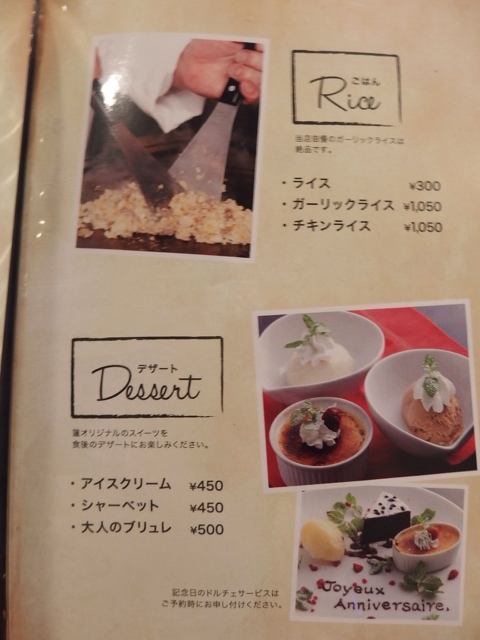 ごはん
Rice
当店自慢のガーリックライスは
絶品です。
・ライス ¥300
・ガーリックライス ¥1,050
・チキンライス ¥1,050
デザート
Dessert
蓮オリジナルのスイーツを
食後のデザートにお楽しみください。
・アイスクリーム ¥450
・シャーベット ¥450
・大人のブリュレ ¥500
記念日のドルチェサービスは
ご予約時にお申し付けください。
Joyeux
Anniversaire.